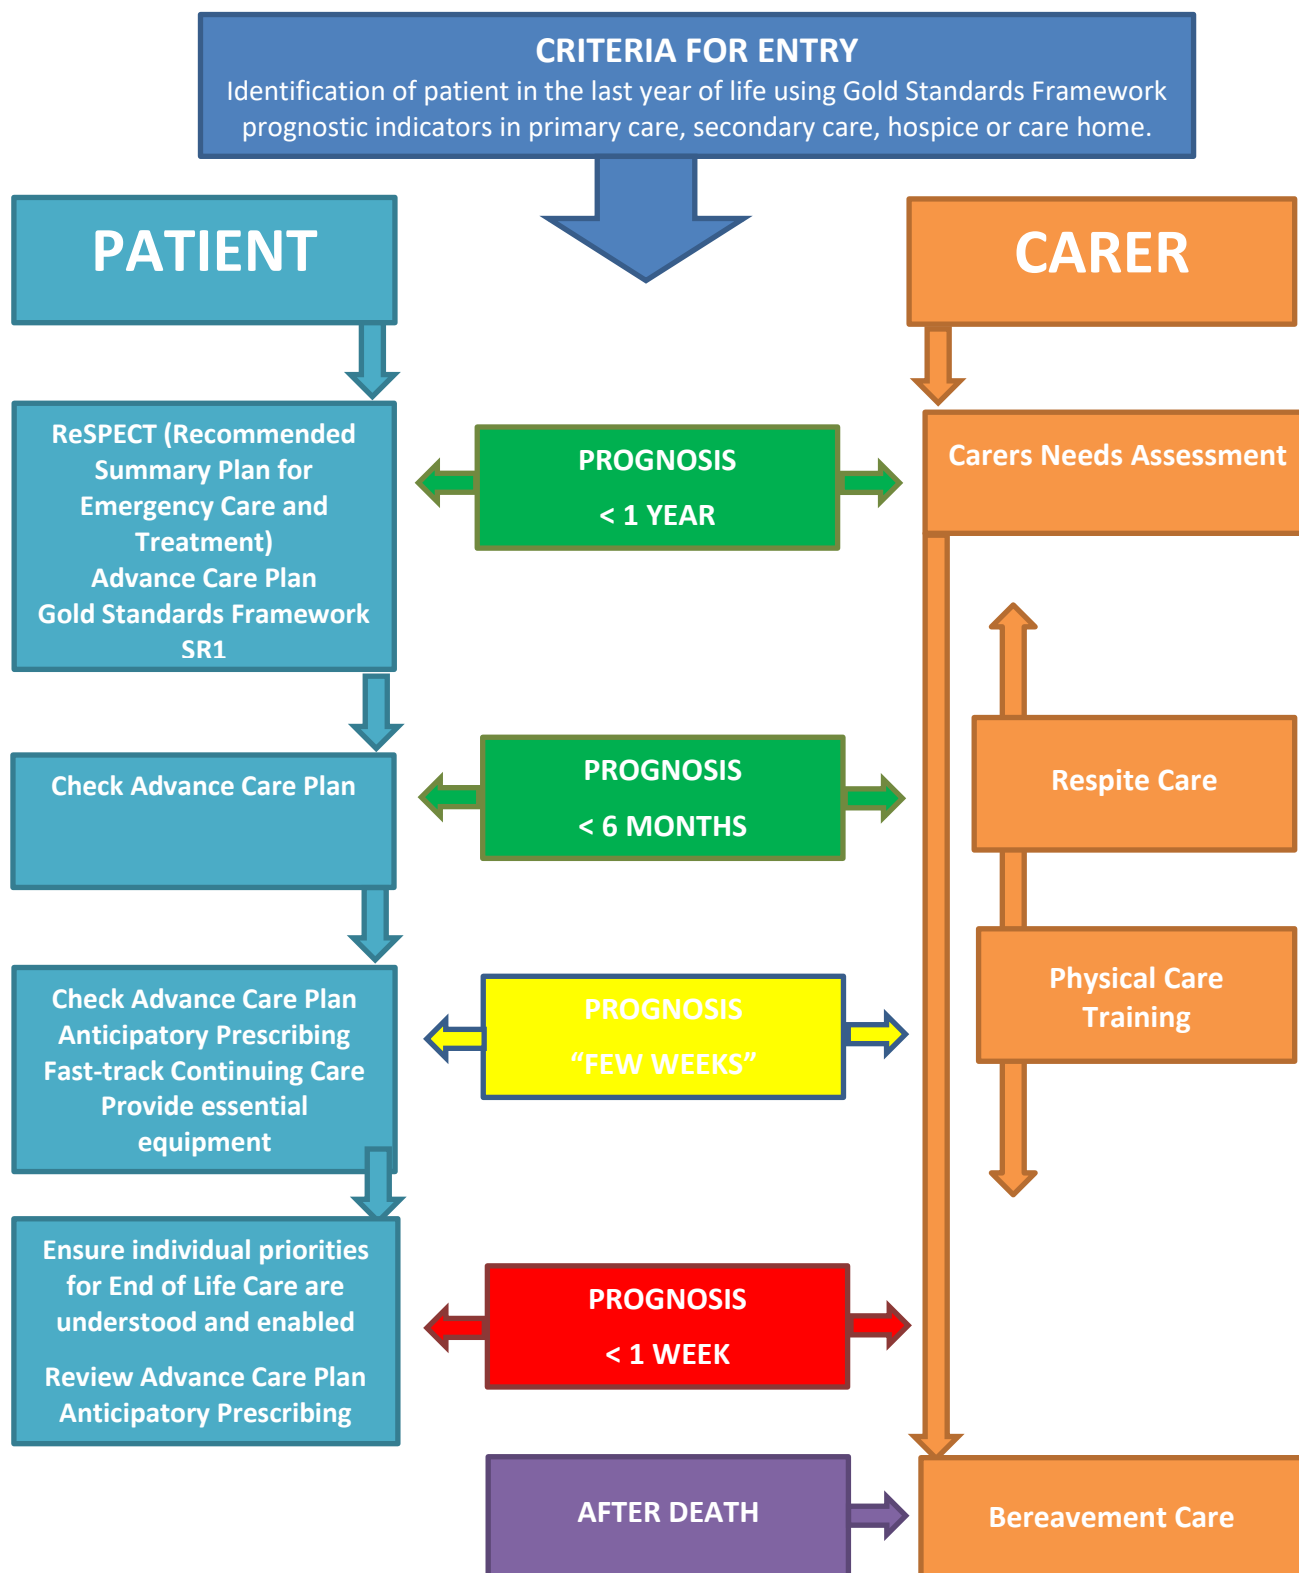 CRITERIA FOR ENTRY
Identification of patient in the last year of life using Gold Standards Framework
prognostic indicators in primary care, secondary care, hospice or care home.
PATIENT
CARER
ReSPECT (Recommended
Summary Plan for
Emergency Care and
Treatment)
Advance Care Plan
Gold Standards Framework
SR1
PROGNOSIS
< 1 YEAR
Carers Needs Assessment
Check Advance Care Plan
PROGNOSIS
< 6 MONTHS
Respite Care
Check Advance Care Plan
Anticipatory Prescribing
Fast-track Continuing Care
Provide essential
equipment
PROGNOSIS
“FEW WEEKS”
Physical Care
Training
Ensure individual priorities
for End of Life Care are
understood and enabled
Review Advance Care Plan
Anticipatory Prescribing
PROGNOSIS
< 1 WEEK
AFTER DEATH
Bereavement Care